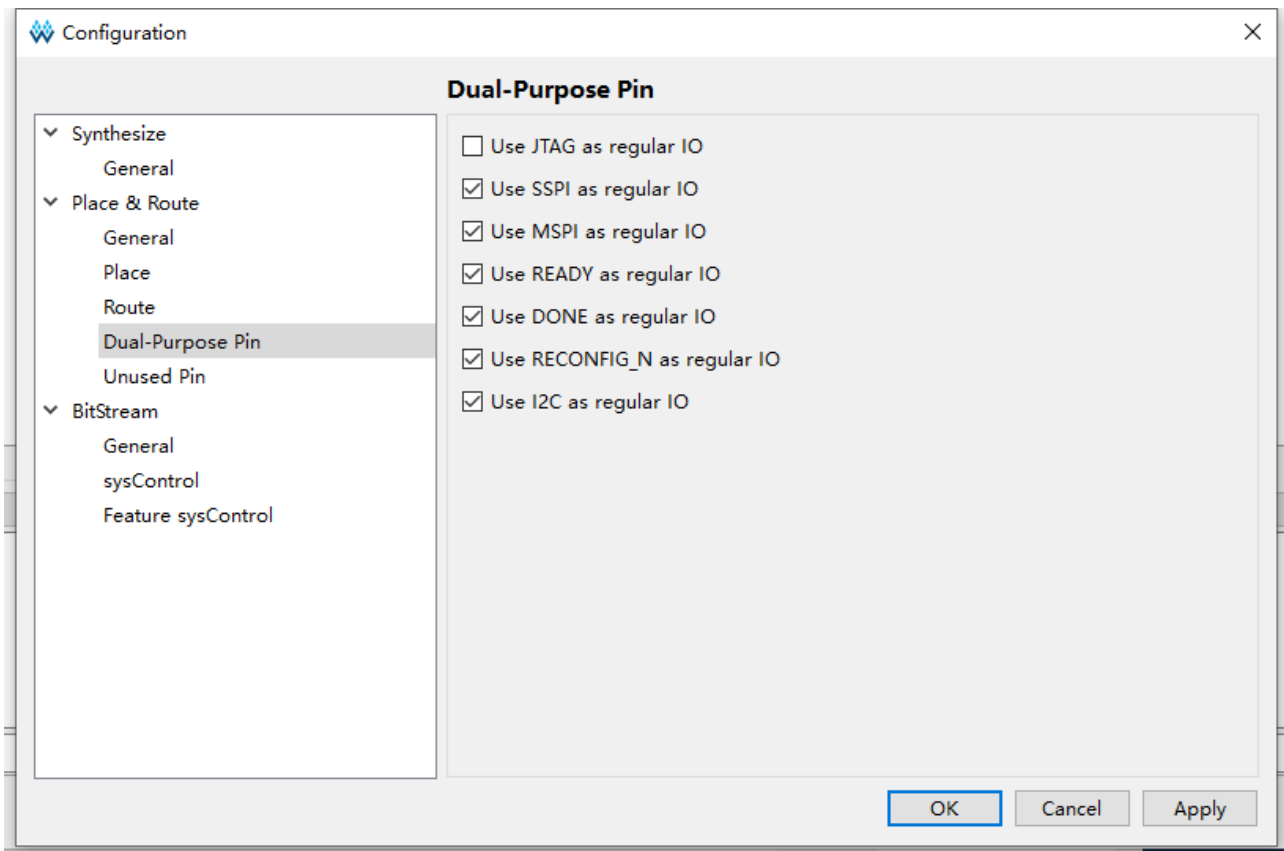 Configuration
Dual-Purpose Pin
Synthesize
General
Place & Route
General
Place
Route
Dual-Purpose Pin
Unused Pin
BitStream
General
sysControl
Feature sysControl
Use JTAG as regular IO
Use SSPI as regular IO
Use MSPI as regular IO
Use READY as regular IO
Use DONE as regular IO
Use RECONFIG_N as regular IO
Use I2C as regular IO
OK
Cancel
Apply